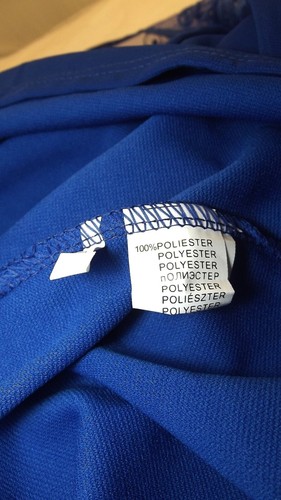 100%POLIESTER
POLYESTER
POLYESTER
пОЛИЭСТЕР
POLYESTER
POLIÉSZTER
POLYESTER